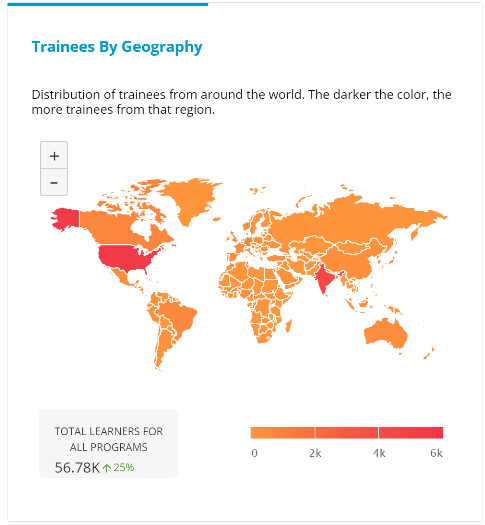 Trainees By Geography
Distribution of trainees from around the world. The darker the color, the
more trainees from that region.
+
−
TOTAL LEARNERS FOR
ALL PROGRAMS
56.78K↑25%
0 2k 4k 6k